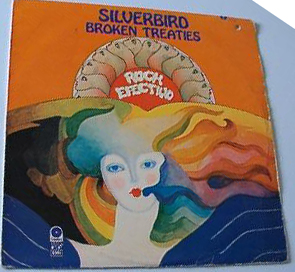 SILVERBIRD
BROKEN TREATIES
ROCK
EFECTIVO